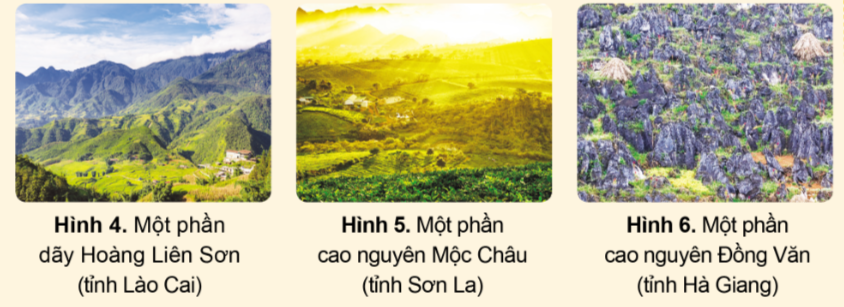 Hình 4. Một phần
dãy Hoàng Liên Sơn
(tỉnh Lào Cai)
Hình 5. Một phần
cao nguyên Mộc Châu
(tỉnh Sơn La)
Hình 6. Một phần
cao nguyên Đồng Văn
(tỉnh Hà Giang)